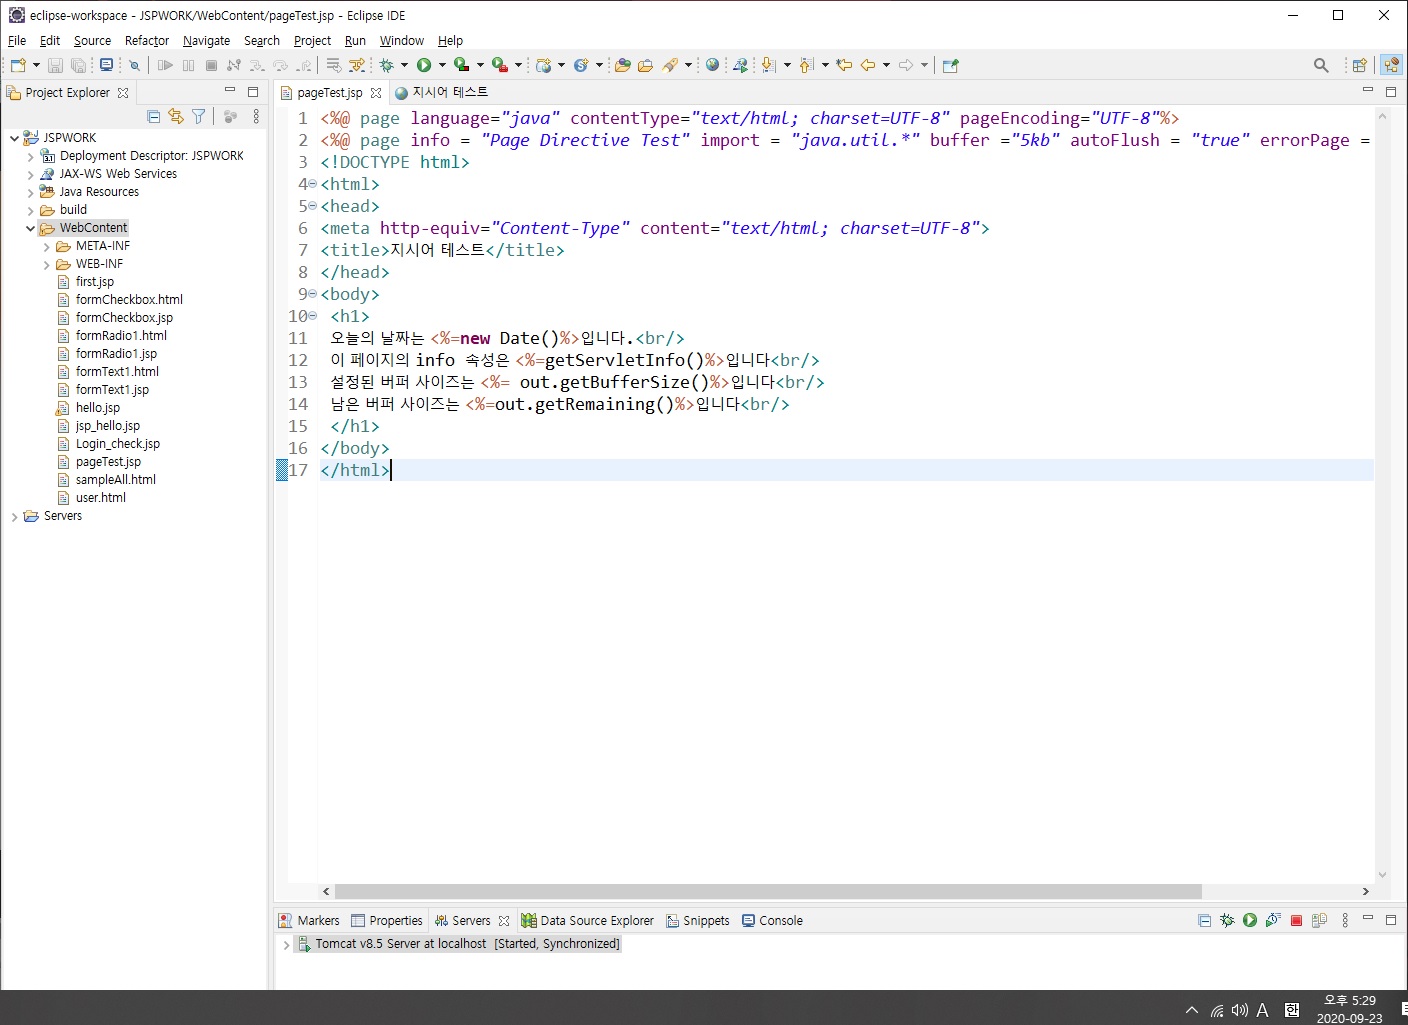 eclipse-workspace - JSPWORK/WebContent/pageTest.jsp - Eclipse IDE
File Edit Source Refactor Navigate Search Project Run Window Help
Project Explorer
pageTest.jsp
지시어 테스트
JSPWORK
Deployment Descriptor: JSPWORK
JAX-WS Web Services
Java Resources
build
WebContent
META-INF
WEB-INF
first.jsp
formCheckbox.html
formCheckbox.jsp
formRadio1.html
formRadio1.jsp
formText1.html
formText1.jsp
hello.jsp
jsp_hello.jsp
Login_check.jsp
pageTest.jsp
sampleAll.html
user.html
Servers
1 <%@ page language="java" contentType="text/html; charset=UTF-8" pageEncoding="UTF-8"%>
2 <%@ page info = "Page Directive Test" import = "java.util.*" buffer ="5kb" autoFlush = "true" errorPage =
3 <!DOCTYPE html>
4 <html>
5 <head>
6 <meta http-equiv="Content-Type" content="text/html; charset=UTF-8">
7 <title>지시어 테스트</title>
8 </head>
9 <body>
10 <h1>
11 오늘의 날짜는 <%=new Date()%>입니다.<br/>
12 이 페이지의 info 속성은 <%=getServletInfo()%>입니다<br/>
13 설정된 버퍼 사이즈는 <%= out.getBufferSize()%>입니다<br/>
14 남은 버퍼 사이즈는 <%=out.getRemaining()%>입니다<br/>
15 </h1>
16 </body>
17 </html>
Markers Properties Servers Data Source Explorer Snippets Console
Tomcat v8.5 Server at localhost [Started, Synchronized]
A 한 오후 5:29
2020-09-23